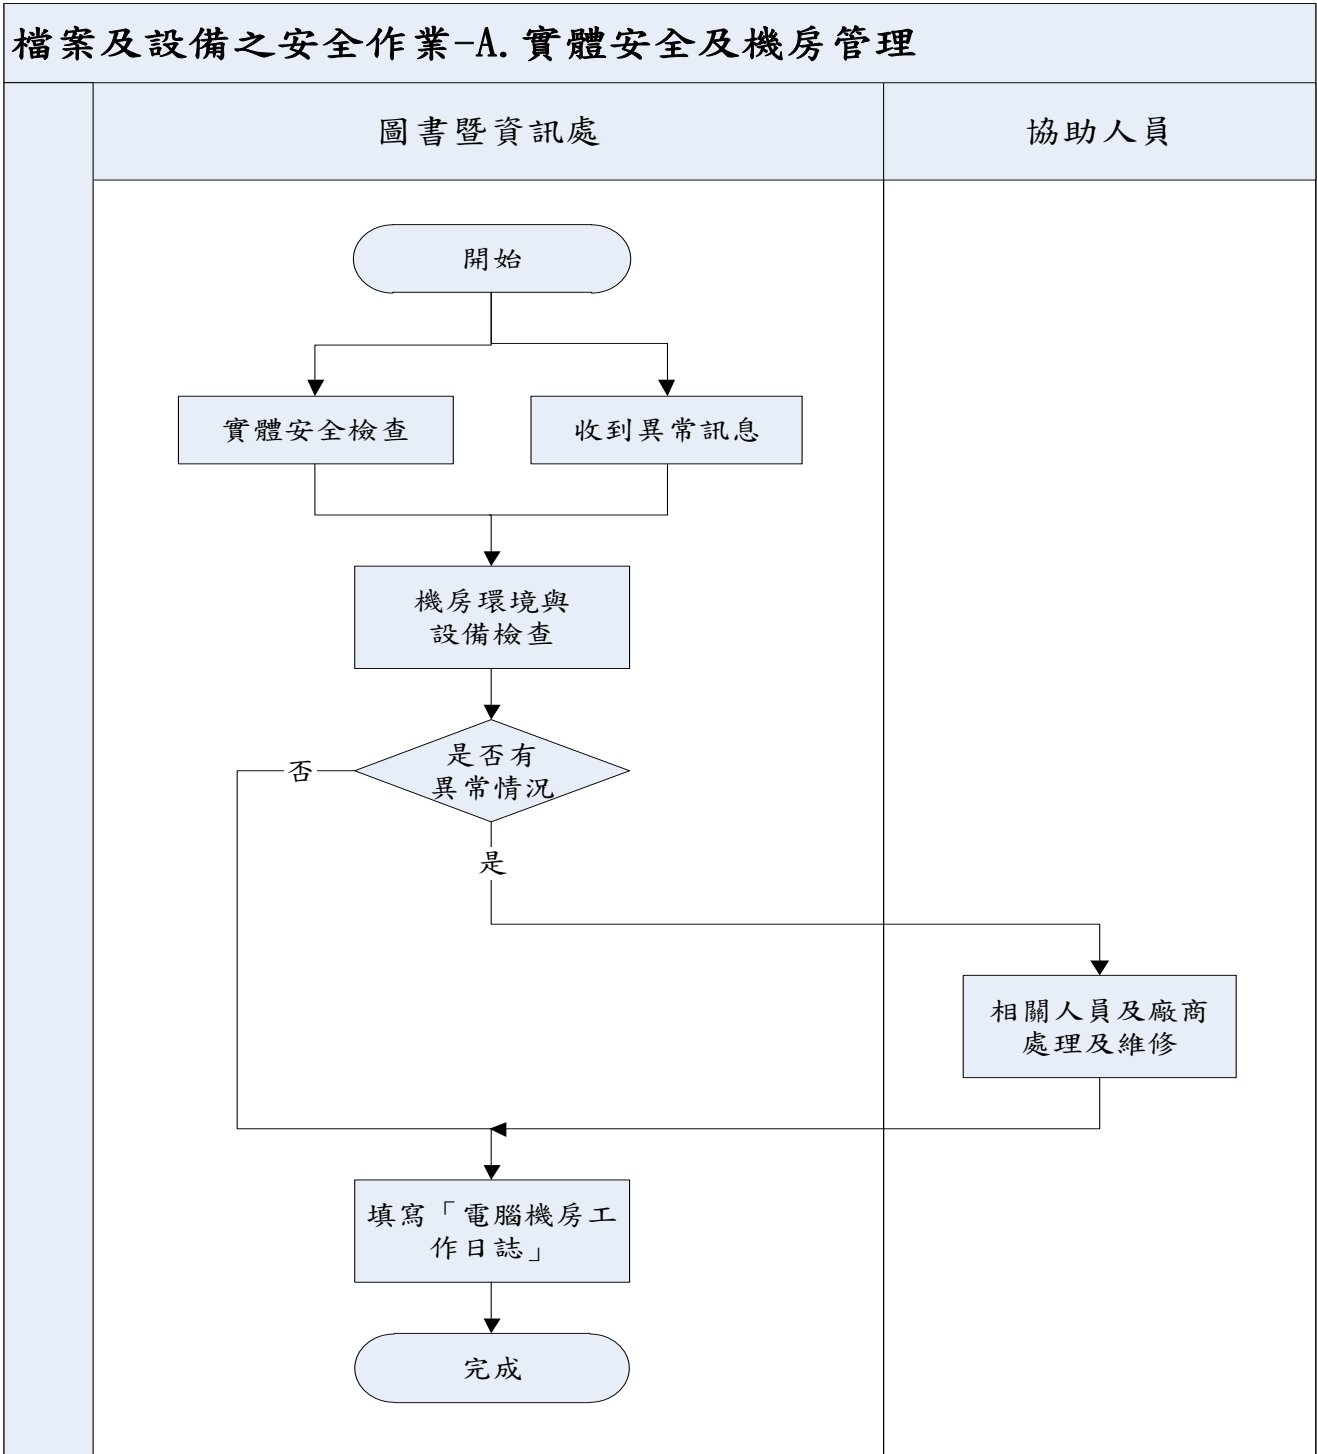 檔案及設備之安全作業-A.實體安全及機房管理
圖書暨資訊處
協助人員
開始
實體安全檢查
收到異常訊息
機房環境與
設備檢查
是否有
異常情況
否
是
相關人員及廠商
處理及維修
填寫「電腦機房工
作日誌」
完成